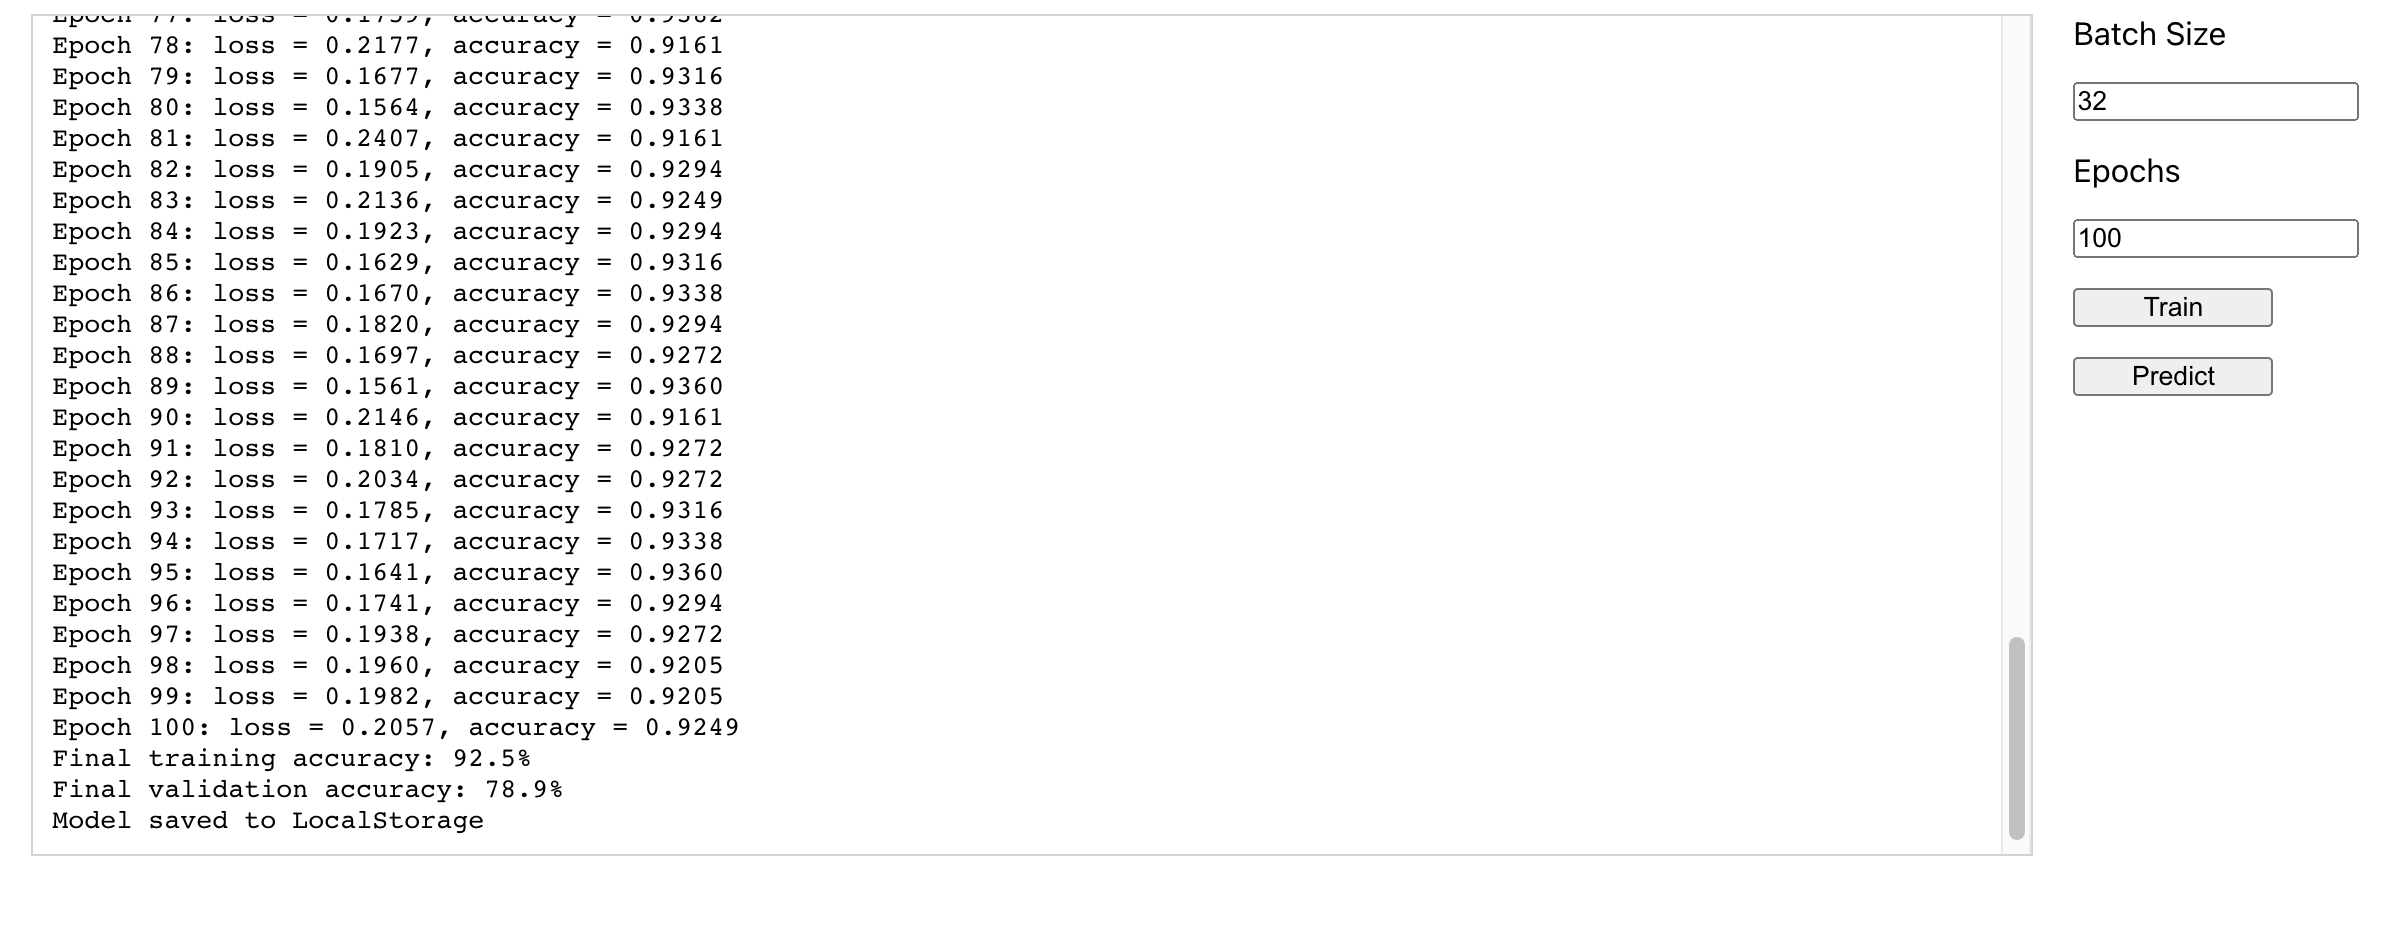 Epoch 77: loss = 0.1759, accuracy = 0.9382
Epoch 78: loss = 0.2177, accuracy = 0.9161
Epoch 79: loss = 0.1677, accuracy = 0.9316
Epoch 80: loss = 0.1564, accuracy = 0.9338
Epoch 81: loss = 0.2407, accuracy = 0.9161
Epoch 82: loss = 0.1905, accuracy = 0.9294
Epoch 83: loss = 0.2136, accuracy = 0.9249
Epoch 84: loss = 0.1923, accuracy = 0.9294
Epoch 85: loss = 0.1629, accuracy = 0.9316
Epoch 86: loss = 0.1670, accuracy = 0.9338
Epoch 87: loss = 0.1820, accuracy = 0.9294
Epoch 88: loss = 0.1697, accuracy = 0.9272
Epoch 89: loss = 0.1561, accuracy = 0.9360
Epoch 90: loss = 0.2146, accuracy = 0.9161
Epoch 91: loss = 0.1810, accuracy = 0.9272
Epoch 92: loss = 0.2034, accuracy = 0.9272
Epoch 93: loss = 0.1785, accuracy = 0.9316
Epoch 94: loss = 0.1717, accuracy = 0.9338
Epoch 95: loss = 0.1641, accuracy = 0.9360
Epoch 96: loss = 0.1741, accuracy = 0.9294
Epoch 97: loss = 0.1938, accuracy = 0.9272
Epoch 98: loss = 0.1960, accuracy = 0.9205
Epoch 99: loss = 0.1982, accuracy = 0.9205
Epoch 100: loss = 0.2057, accuracy = 0.9249
Final training accuracy: 92.5%
Final validation accuracy: 78.9%
Model saved to LocalStorage
Batch Size
32
Epochs
100
Train
Predict